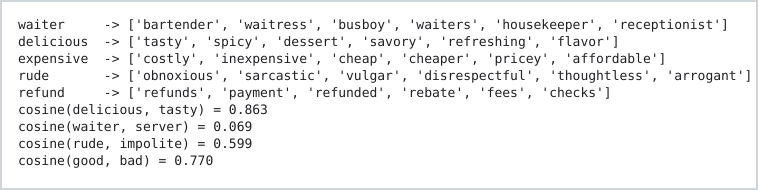 waiter     -> ['bartender', 'waitress', 'busboy', 'waiters', 'housekeeper', 'receptionist']
delicious  -> ['tasty', 'spicy', 'dessert', 'savory', 'refreshing', 'flavor']
expensive  -> ['costly', 'inexpensive', 'cheap', 'cheaper', 'pricey', 'affordable']
rude       -> ['obnoxious', 'sarcastic', 'vulgar', 'disrespectful', 'thoughtless', 'arrogant']
refund     -> ['refunds', 'payment', 'refunded', 'rebate', 'fees', 'checks']
cosine(delicious, tasty) = 0.863
cosine(waiter, server) = 0.069
cosine(rude, impolite) = 0.599
cosine(good, bad) = 0.770